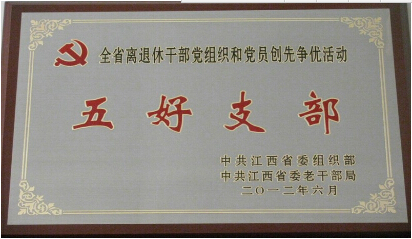 全省离退休干部党组织和党员创先争优活动
五好支部
中共江西省委组织部
中共江西省委老干部局
二〇一二年六月